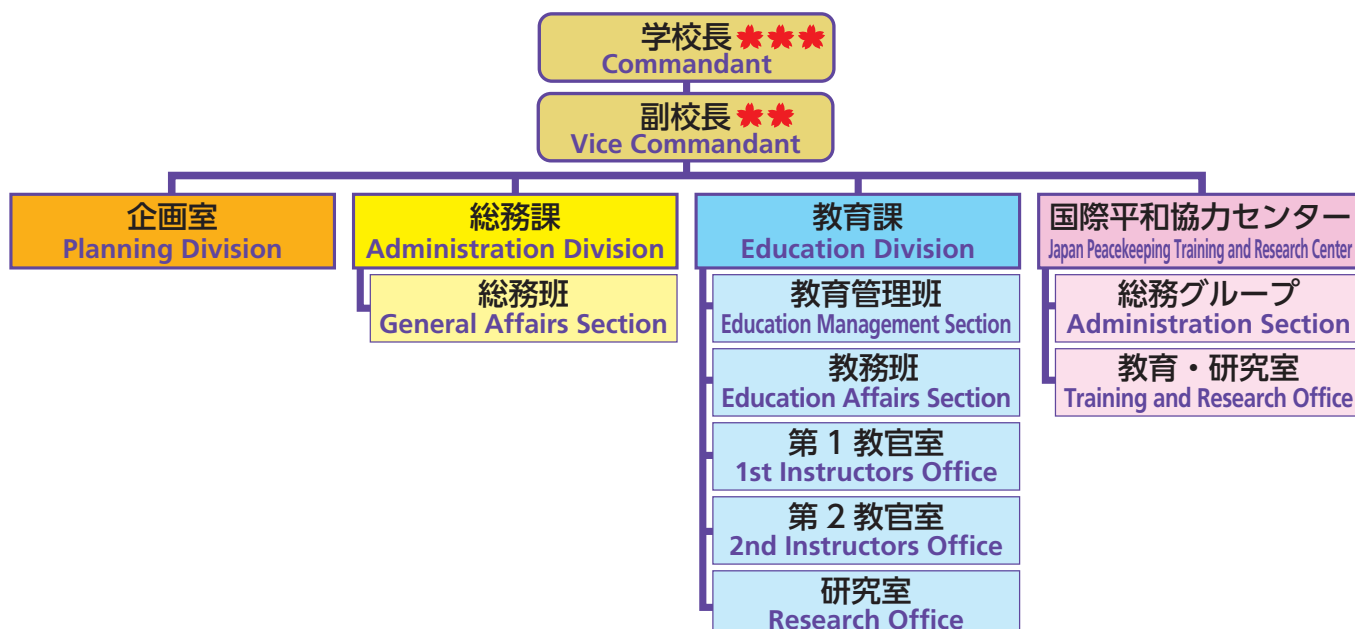 学校長
Commandant
副校長
Vice Commandant
企画室
Planning Division
総務課
Administration Division
総務班
General Affairs Section
教育課
Education Division
教育管理班
Education Management Section
教務班
Education Affairs Section
第 1 教官室
1st Instructors Office
第 2 教官室
2nd Instructors Office
研究室
Research Office
国際平和協力センター
Japan Peacekeeping Training and Research Center
総務グループ
Administration Section
教育・研究室
Training and Research Office